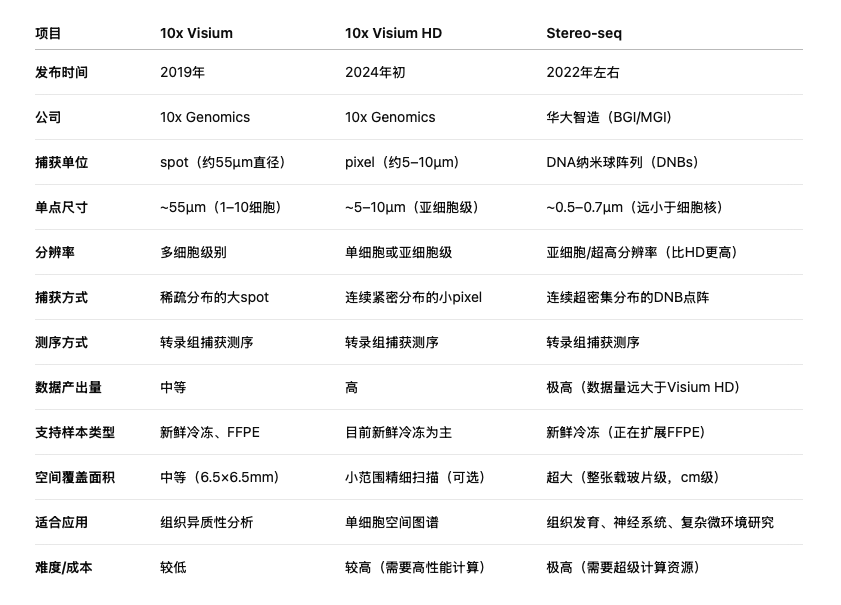 项目 10x Visium 10x Visium HD Stereo-seq
发布时间 2019年 2024年初 2022年左右
公司 10x Genomics 10x Genomics 华大智造（BGI/MGI）
捕获单位 spot（约55μm直径） pixel（约5–10μm） DNA纳米球阵列（DNBs）
单点尺寸 ~55μm（1–10细胞） ~5–10μm（亚细胞级） ~0.5–0.7μm（远小于细胞核）
分辨率 多细胞级别 单细胞或亚细胞级 亚细胞/超高分辨率（比HD更高）
捕获方式 稀疏分布的大spot 连续紧密分布的小pixel 连续超密集分布的DNB点阵
测序方式 转录组捕获测序 转录组捕获测序 转录组捕获测序
数据产出量 中等 高 极高（数据量远大于Visium HD）
支持样本类型 新鲜冷冻、FFPE 目前新鲜冷冻为主 新鲜冷冻（正在扩展FFPE）
空间覆盖面积 中等（6.5×6.5mm） 小范围精细扫描（可选） 超大（整张载玻片级，cm级）
适合应用 组织异质性分析 单细胞空间图谱 组织发育、神经系统、复杂微环境研究
难度/成本 较低 较高（需要高性能计算） 极高（需要超级计算资源）